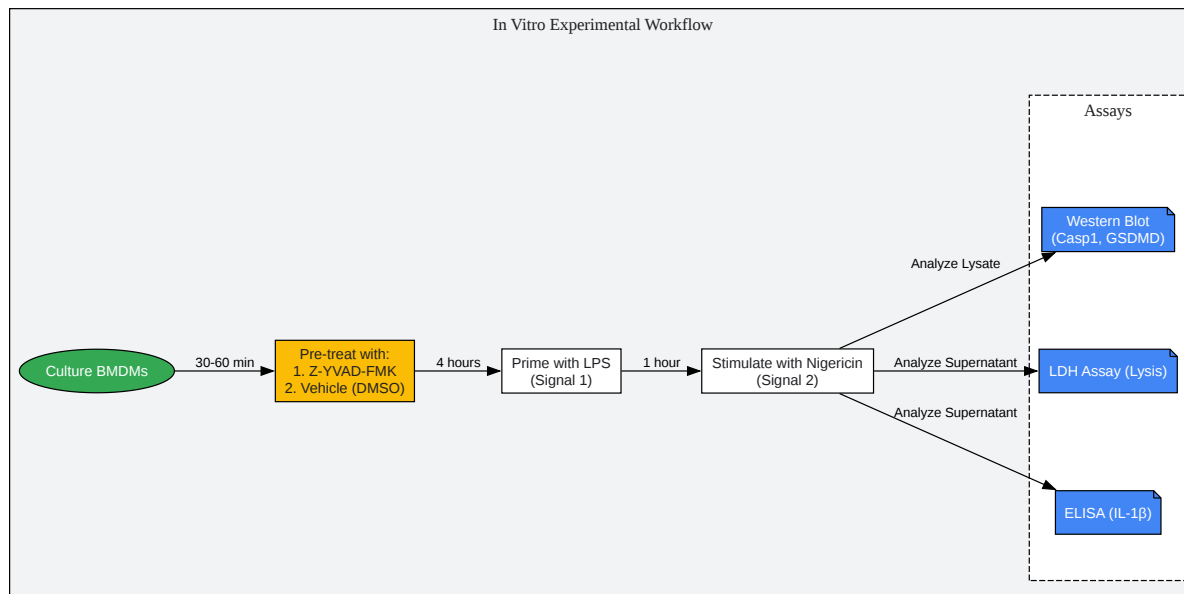 In Vitro Experimental Workflow
Assays
Culture BMDMs
30-60 min
Pre-treat with:
1. Z-YVAD-FMK
2. Vehicle (DMSO)
4 hours
Prime with LPS
(Signal 1)
1 hour
Stimulate with Nigericin
(Signal 2)
Analyze Lysate
Western Blot
(Casp1, GSDMD)
Analyze Supernatant
LDH Assay (Lysis)
Analyze Supernatant
ELISA (IL-1β)